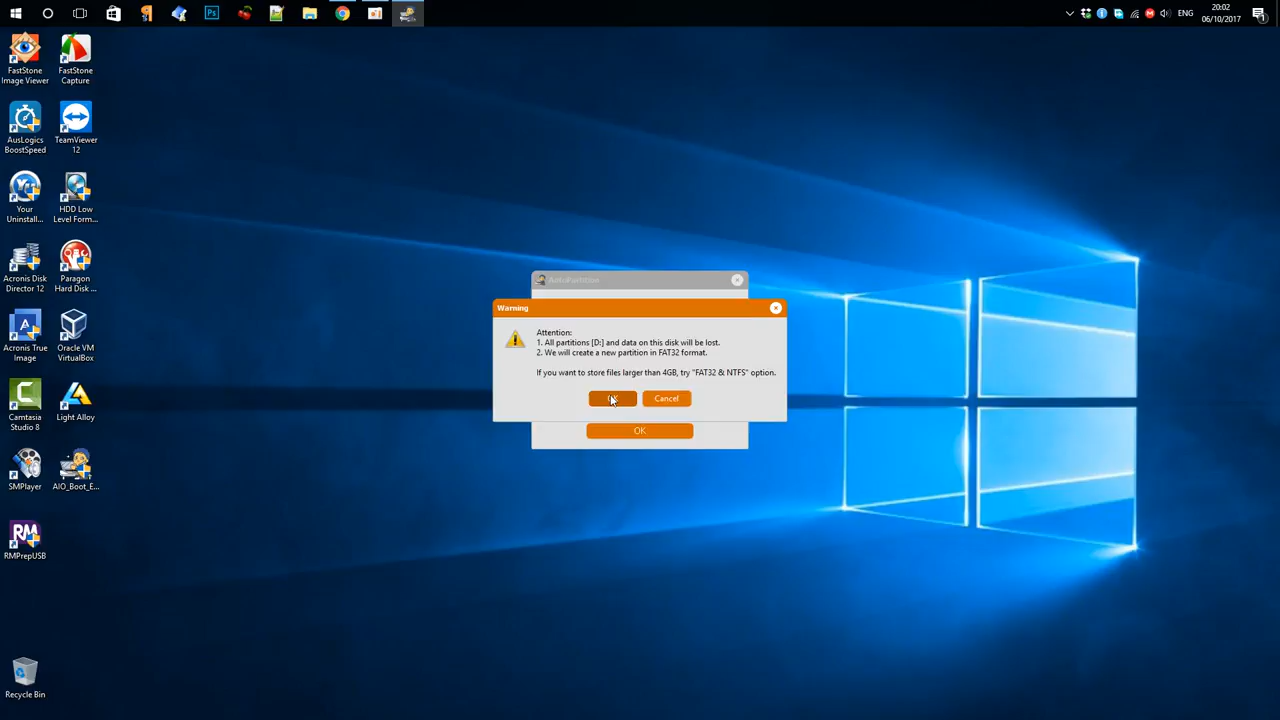 20:02
ENG
06/10/2017
1
FastStone
Image Viewer
FastStone
Capture
AusLogics
BoostSpeed
TeamViewer
12
Your
Uninstall...
HDD Low
Level Form...
Acronis Disk
Director 12
Paragon
Hard Disk ...
Acronis True
Image
Oracle VM
VirtualBox
Camtasia
Studio 8
Light Alloy
SMPlayer
AIO_Boot_E...
RM
RMPrepUSB
Recycle Bin
AutoPartition
Warning
Attention:
1. All partitions [D:] and data on this disk will be lost.
2. We will create a new partition in FAT32 format.
If you want to store files larger than 4GB, try "FAT32 & NTFS" option.
Cancel
OK